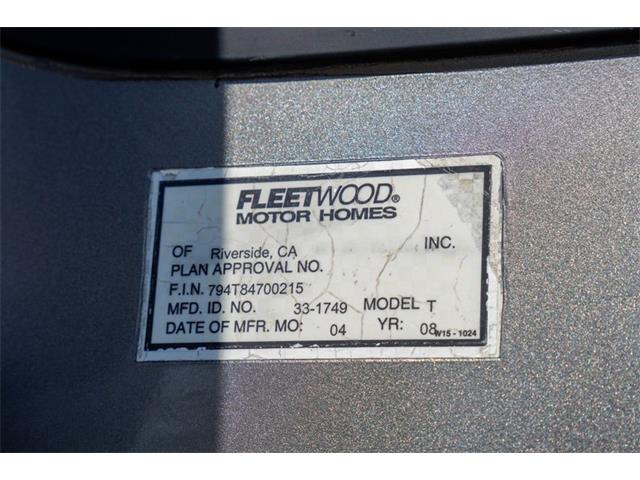 FLEETWOOD®
MOTOR HOMES
OF Riverside, CA INC.
PLAN APPROVAL NO.
F.I.N. 794T84700215
MFD. ID. NO. 33-1749 MODEL T
DATE OF MFR. MO: 04 YR: 08
W15-1024